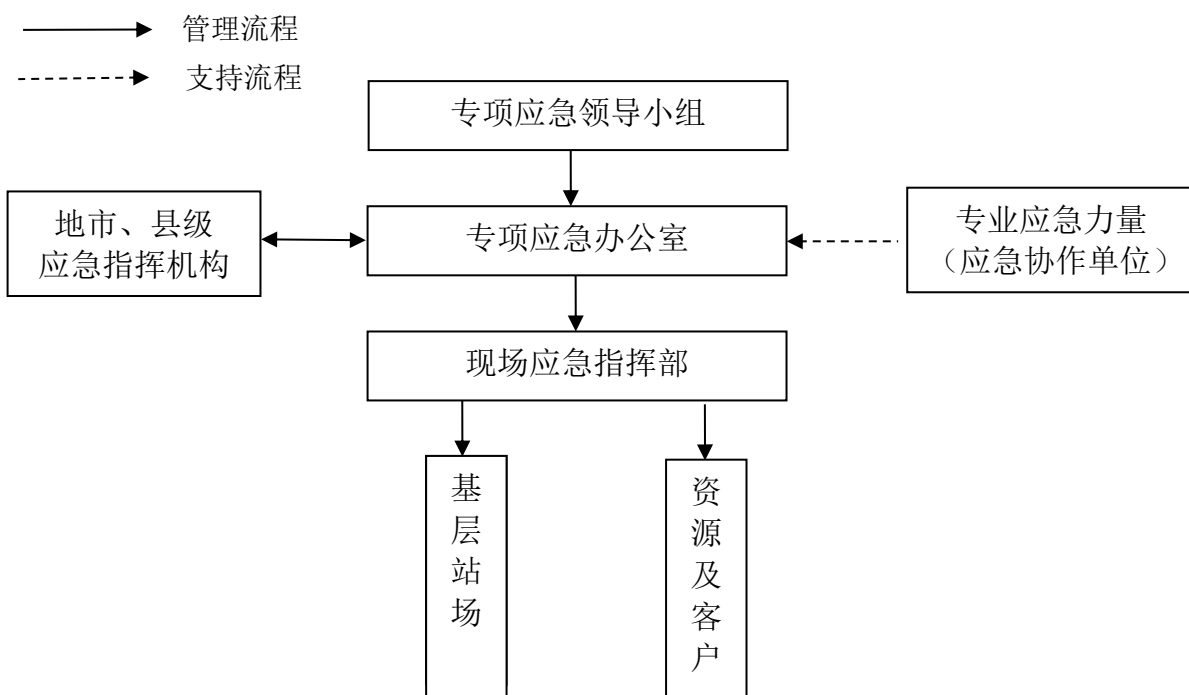 管理流程
支持流程
专项应急领导小组
地市、县级
应急指挥机构
专项应急办公室
专业应急力量
（应急协作单位）
现场应急指挥部
基层站场
资源及客户